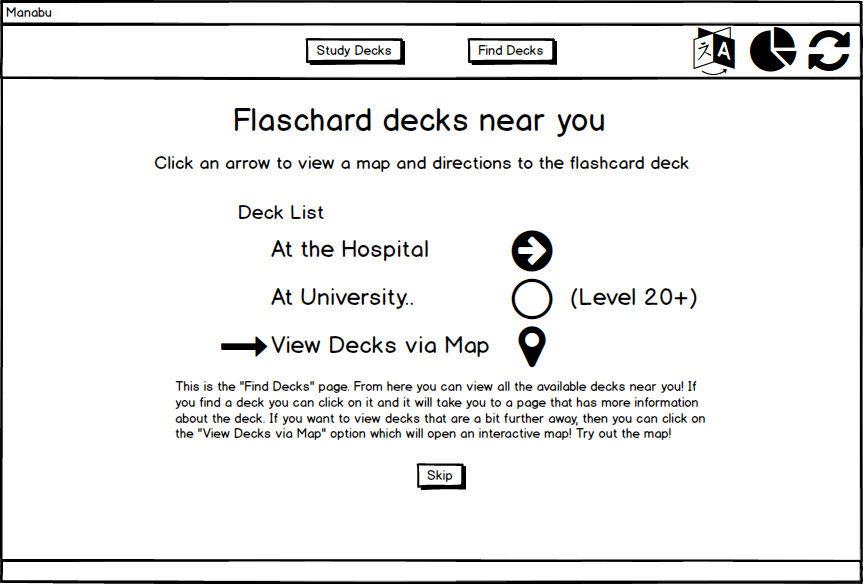 Manabu
Study Decks
Find Decks
A
Flaschard decks near you
Click an arrow to view a map and directions to the flashcard deck
Deck List
At the Hospital
At University..
(Level 20+)
View Decks via Map
This is the "Find Decks" page. From here you can view all the available decks near you! If
you find a deck you can click on it and it will take you to a page that has more information
about the deck. If you want to view decks that are a bit further away, then you can click on
the "View Decks via Map" option which will open an interactive map! Try out the map!
Skip